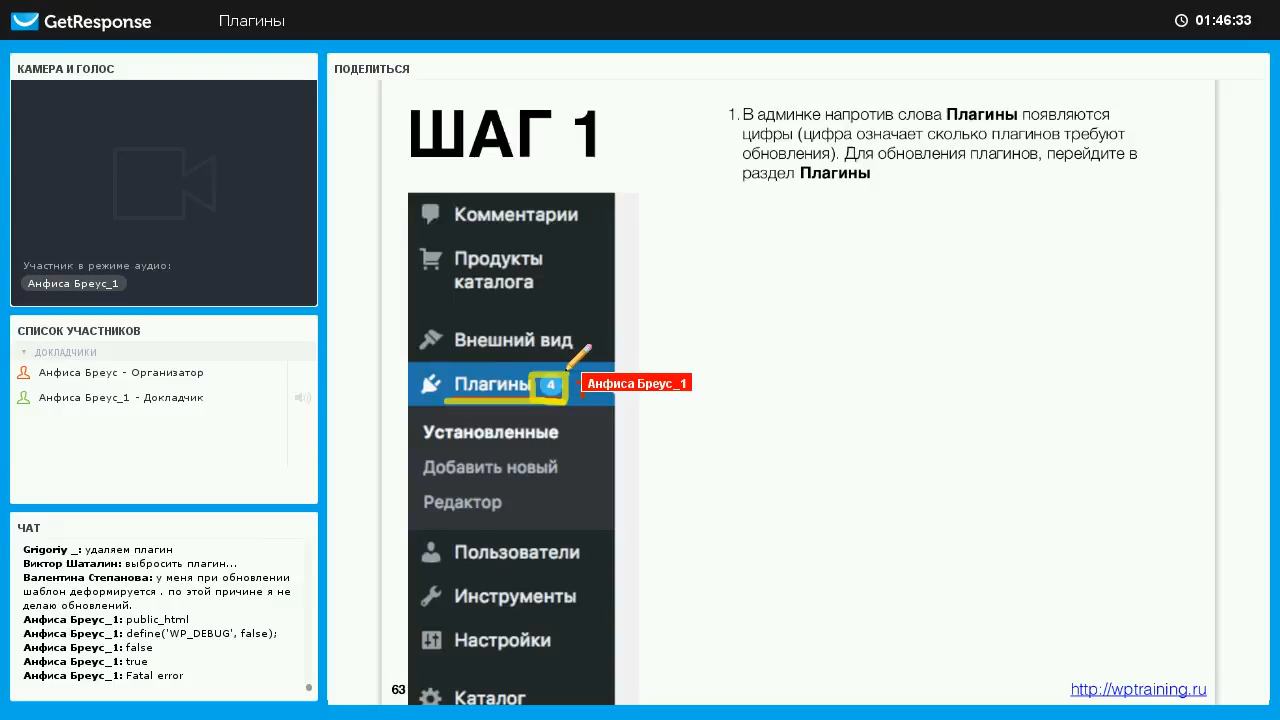 GetResponse
Плагины
01:46:33
КАМЕРА И ГОЛОС
Участник в режиме аудио:
Анфиса Бреус_1
СПИСОК УЧАСТНИКОВ
ДОКЛАДЧИКИ
Анфиса Бреус - Организатор
Анфиса Бреус_1 - Докладчик
ЧАТ
Grigoriy _: удаляем плагин
Виктор Шаталин: выбросить плагин...
Валентина Степанова: у меня при обновлении
шаблон деформируется . по этой причине я не
делаю обновлений.
Анфиса Бреус_1: public_html
Анфиса Бреус_1: define('WP_DEBUG', false);
Анфиса Бреус_1: false
Анфиса Бреус_1: true
Анфиса Бреус_1: Fatal error
ПОДЕЛИТЬСЯ
ШАГ 1
1. В админке напротив слова Плагины появляются
цифры (цифра означает сколько плагинов требуют
обновления). Для обновления плагинов, перейдите в
раздел Плагины
Комментарии
Продукты
каталога
Внешний вид
Плагины 4
Анфиса Бреус_1
Установленные
Добавить новый
Редактор
Пользователи
Инструменты
Настройки
Каталог
63
http://wptraining.ru